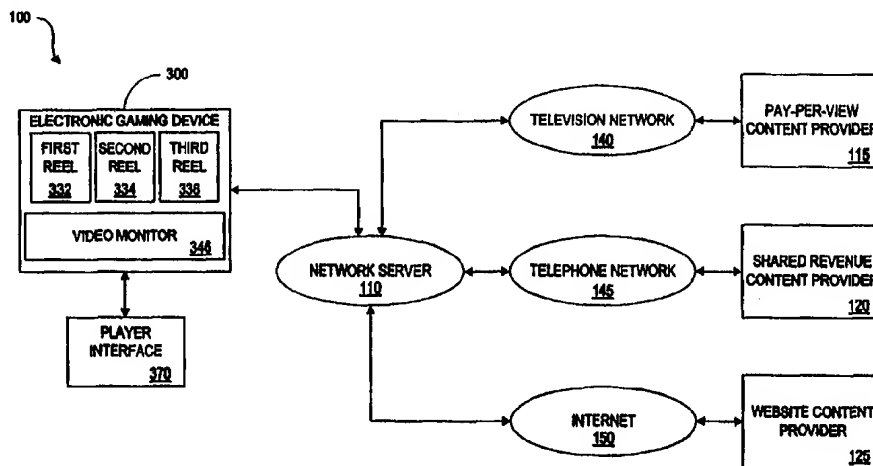 100
300
ELECTRONIC GAMING DEVICE
FIRST
REEL
332
SECOND
REEL
334
THIRD
REEL
336
VIDEO MONITOR
346
PLAYER
INTERFACE
370
NETWORK SERVER
110
TELEVISION NETWORK
140
TELEPHONE NETWORK
145
INTERNET
150
PAY-PER-VIEW
CONTENT PROVIDER
115
SHARED REVENUE
CONTENT PROVIDER
120
WEBSITE CONTENT
PROVIDER
125